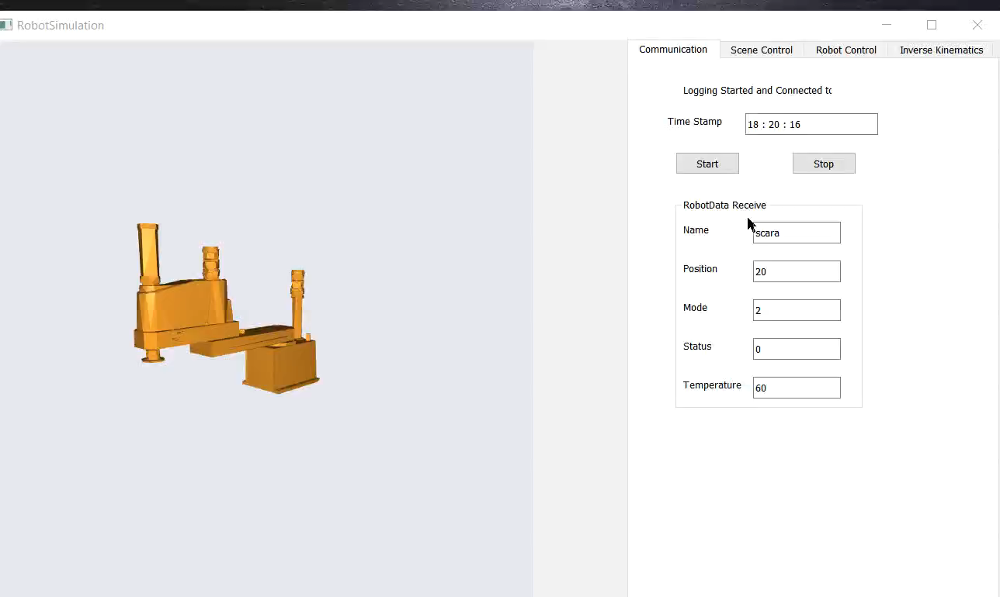 RobotSimulation
Communication Scene Control Robot Control Inverse Kinematics
Logging Started and Connected to
Time Stamp 18 : 20 : 16
Start Stop
RobotData Receive
Name scara
Position 20
Mode 2
Status 0
Temperature 60